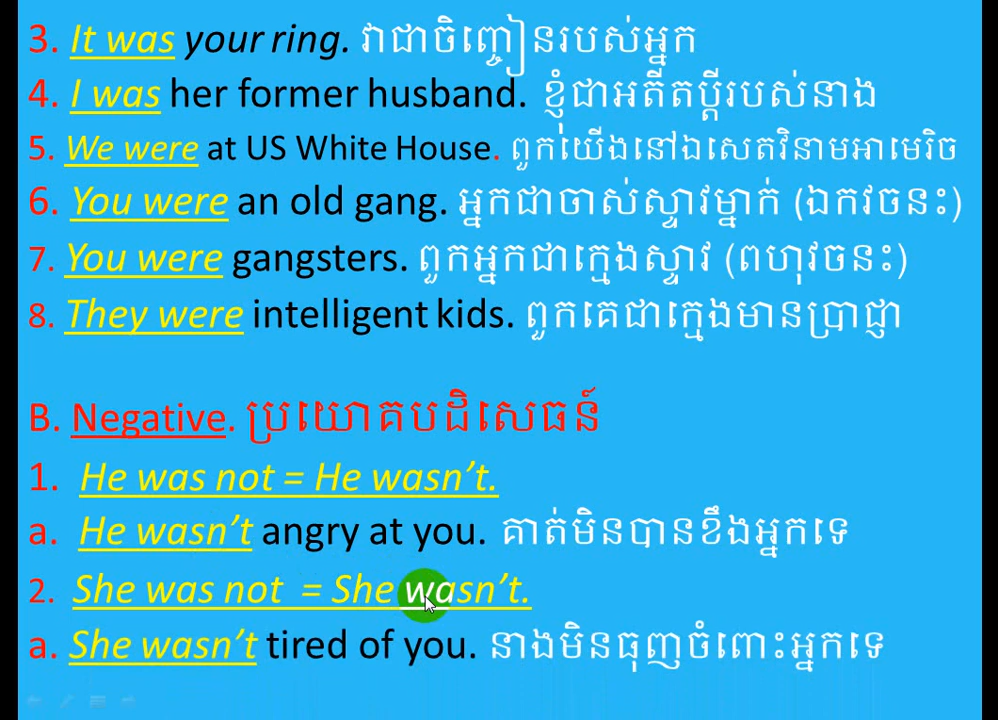 3. It was your ring. វាជាចិញ្ចៀនរបស់អ្នក
4. I was her former husband. ខ្ញុំជាអតីតប្តីរបស់នាង
5. We were at US White House. ពួកយើងនៅឯសេតវិនាមអាមេរិច
6. You were an old gang. អ្នកជាចាស់ស្ទាវម្នាក់ (ឯកវចនះ)
7. You were gangsters. ពួកអ្នកជាក្មេងស្ទាវ (ពហុវចនះ)
8. They were intelligent kids. ពួកគេជាក្មេងមានប្រាជ្ញា
B. Negative. ប្រយោគបដិសេធន៍
1. He was not = He wasn’t.
a. He wasn’t angry at you. គាត់មិនបានខឹងអ្នកទេ
2. She was not = She wasn’t.
a. She wasn’t tired of you. នាងមិនធុញចំពោះអ្នកទេ